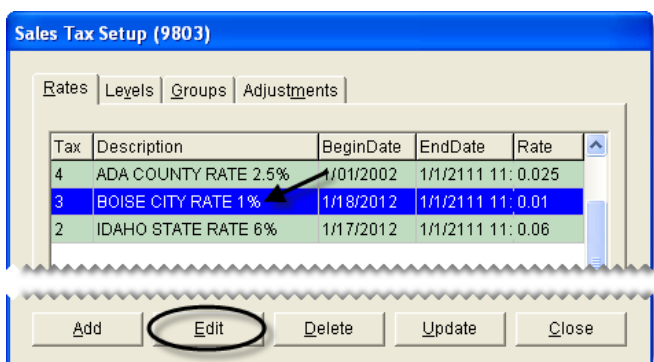 Sales Tax Setup (9803)
Rates Levels Groups Adjustments
Tax Description BeginDate EndDate Rate
4 ADA COUNTY RATE 2.5% 1/01/2002 1/1/2111 11: 0.025
3 BOISE CITY RATE 1% 1/18/2012 1/1/2111 11: 0.01
2 IDAHO STATE RATE 6% 1/17/2012 1/1/2111 11: 0.06
Add Edit Delete Update Close